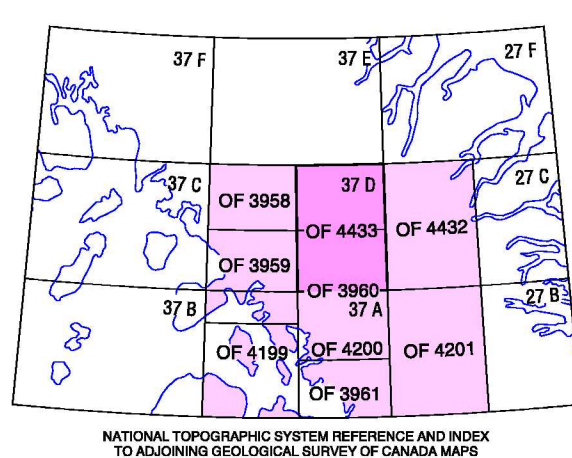 37 F
37 E
27 F
37 C
37 D
27 C
OF 3958
OF 4433
OF 4432
OF 3959
OF 3960
27 B
37 B
37 A
OF 4199
OF 4200
OF 4201
OF 3961
NATIONAL TOPOGRAPHIC SYSTEM REFERENCE AND INDEX
TO ADJOINING GEOLOGICAL SURVEY OF CANADA MAPS